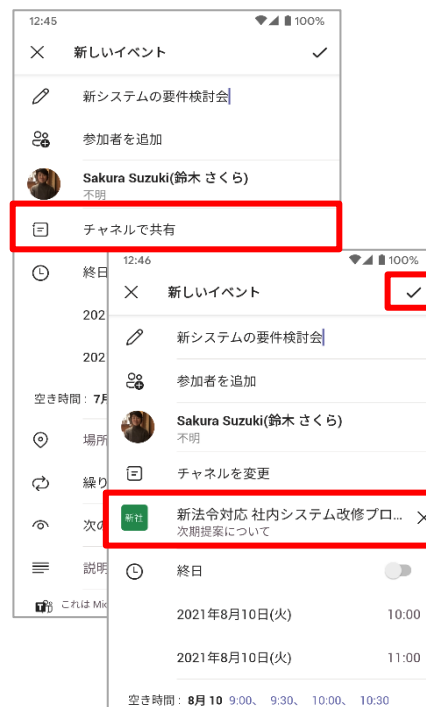 12:45 100%
新しいイベント
新システムの要件検討会
参加者を追加
Sakura Suzuki(鈴木 さくら)
不明
チャネルで共有
終日
202
202
空き時間: 7月
場所
繰り
次の
説明
これは Mic
12:46 100%
新しいイベント
新システムの要件検討会
参加者を追加
Sakura Suzuki(鈴木 さくら)
不明
チャネルを変更
新社
新法令対応 社内システム改修プロ...
次期提案について
終日
2021年8月10日(火) 10:00
2021年8月10日(火) 11:00
空き時間: 8月 10 9:00、 9:30、 10:00、 10:30